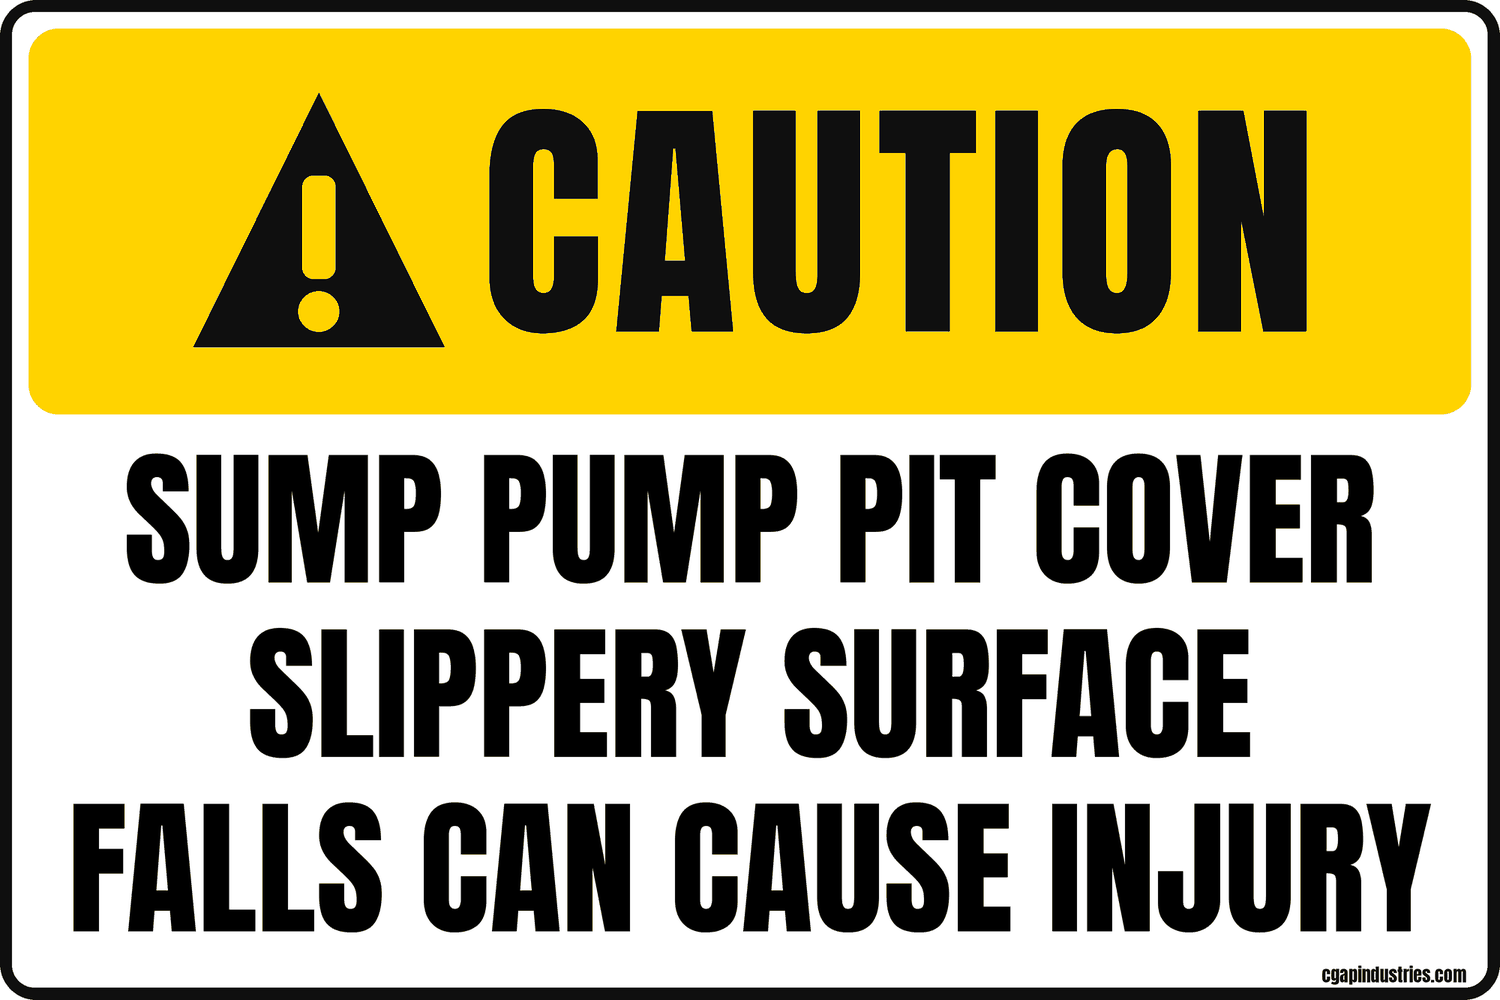 CAUTION
SUMP PUMP PIT COVER
SLIPPERY SURFACE
FALLS CAN CAUSE INJURY
cgapindustries.com